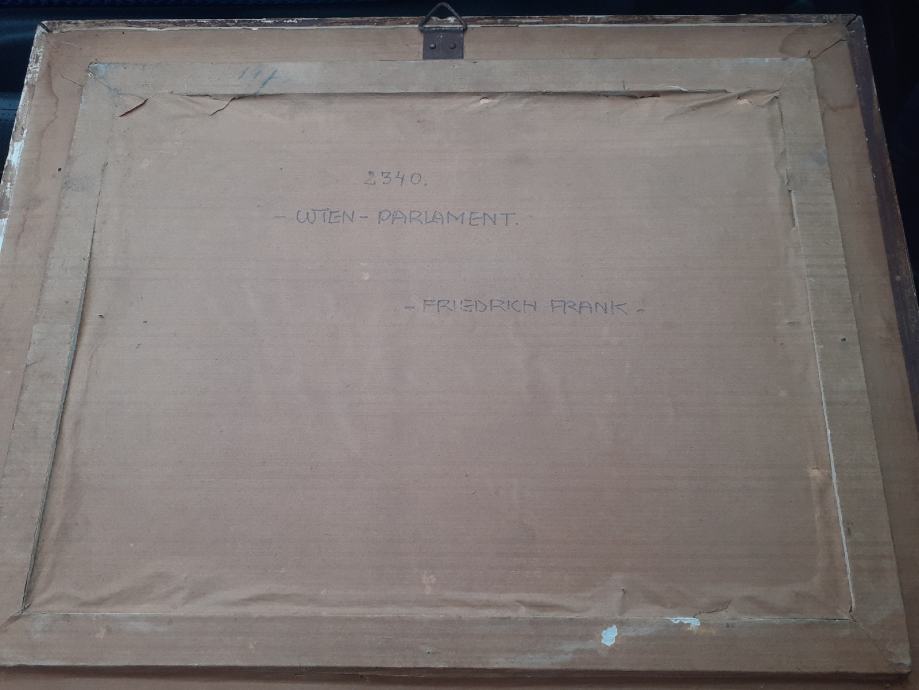 2340.
- WIEN - PARLAMENT.
- FRIEDRICH FRANK -